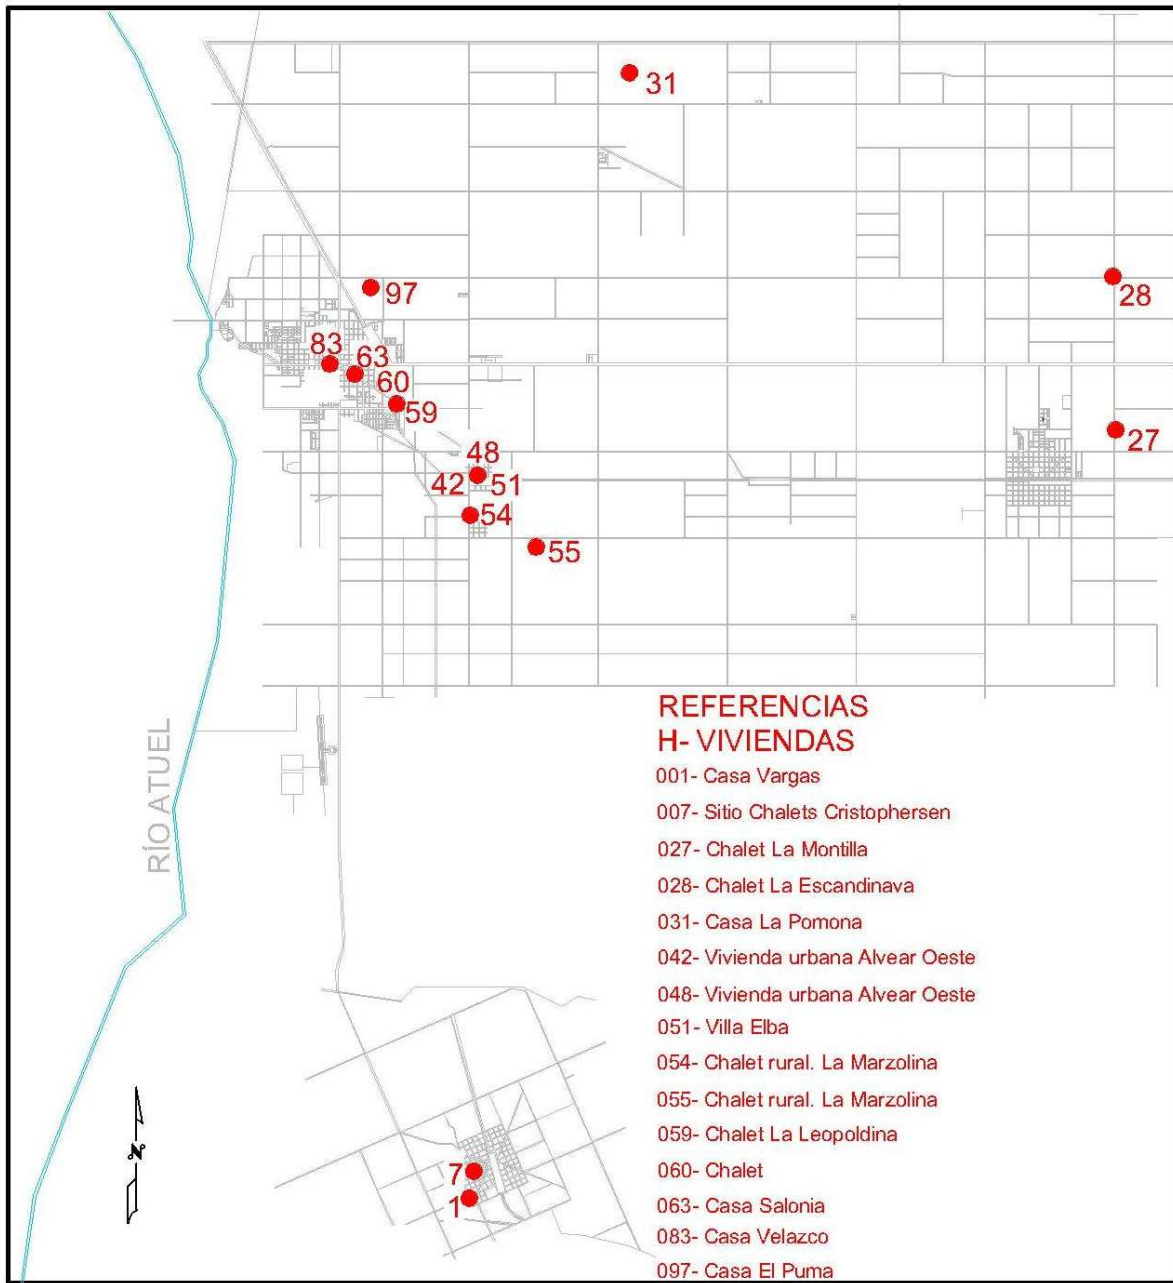 31
97
28
83
63
60
59
27
48
42
51
54
55
REFERENCIAS
H- VIVIENDAS
001- Casa Vargas
007- Sitio Chalets Cristophersen
027- Chalet La Montilla
028- Chalet La Escandinava
031- Casa La Pomona
042- Vivienda urbana Alvear Oeste
048- Vivienda urbana Alvear Oeste
051- Villa Elba
054- Chalet rural. La Marzolina
055- Chalet rural. La Marzolina
059- Chalet La Leopoldina
060- Chalet
063- Casa Salonia
083- Casa Velazco
097- Casa El Puma
RÍO ATUEL
N
7
1